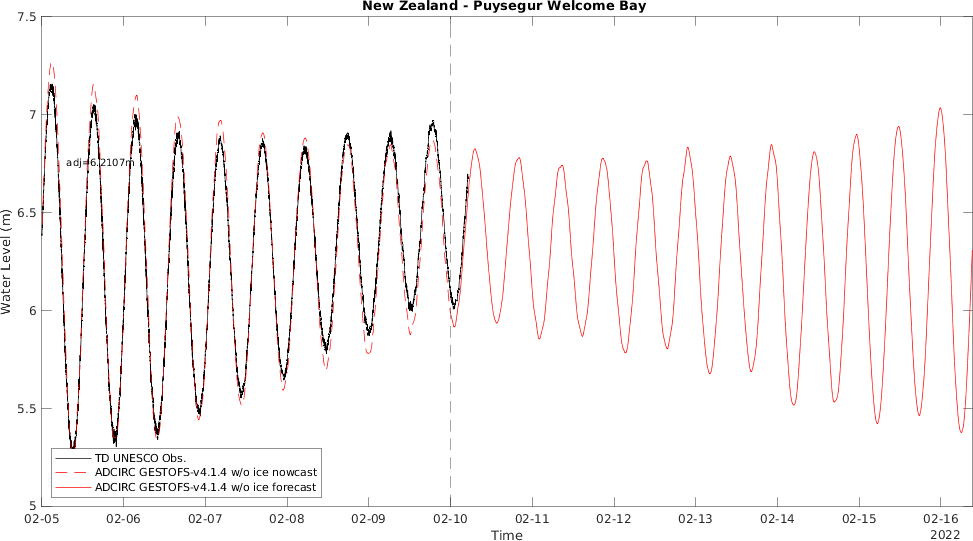 New Zealand - Puysegur Welcome Bay
7.5
7
6.5
6
5.5
5
Water Level (m)
adj=6.2107m
TD UNESCO Obs.
ADCIRC GESTOFS-v4.1.4 w/o ice nowcast
ADCIRC GESTOFS-v4.1.4 w/o ice forecast
02-05 02-06 02-07 02-08 02-09 02-10 02-11 02-12 02-13 02-14 02-15 02-16
Time
2022